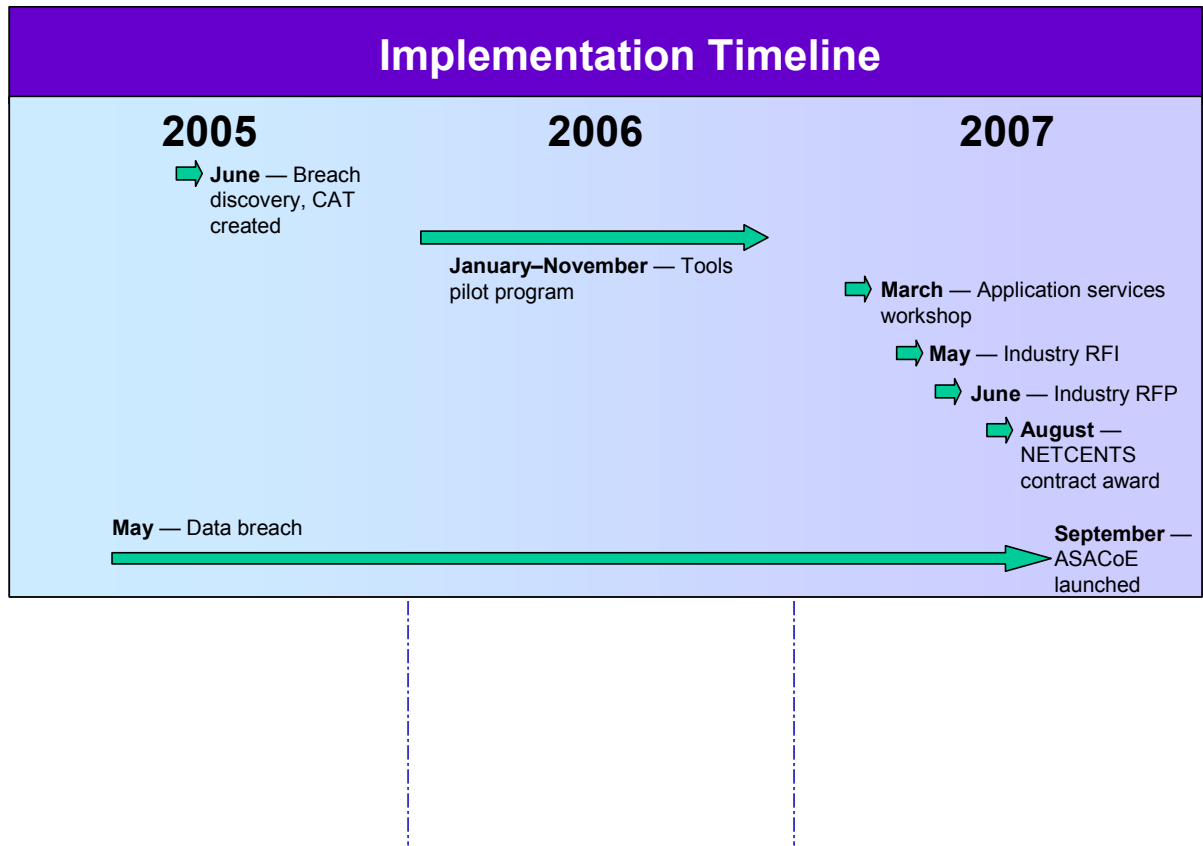 Implementation Timeline
2005
2006
2007
June — Breach
discovery, CAT
created
January–November — Tools
pilot program
March — Application services
workshop
May — Industry RFI
June — Industry RFP
August —
NETCENTS
contract award
May — Data breach
September —
ASACoE
launched